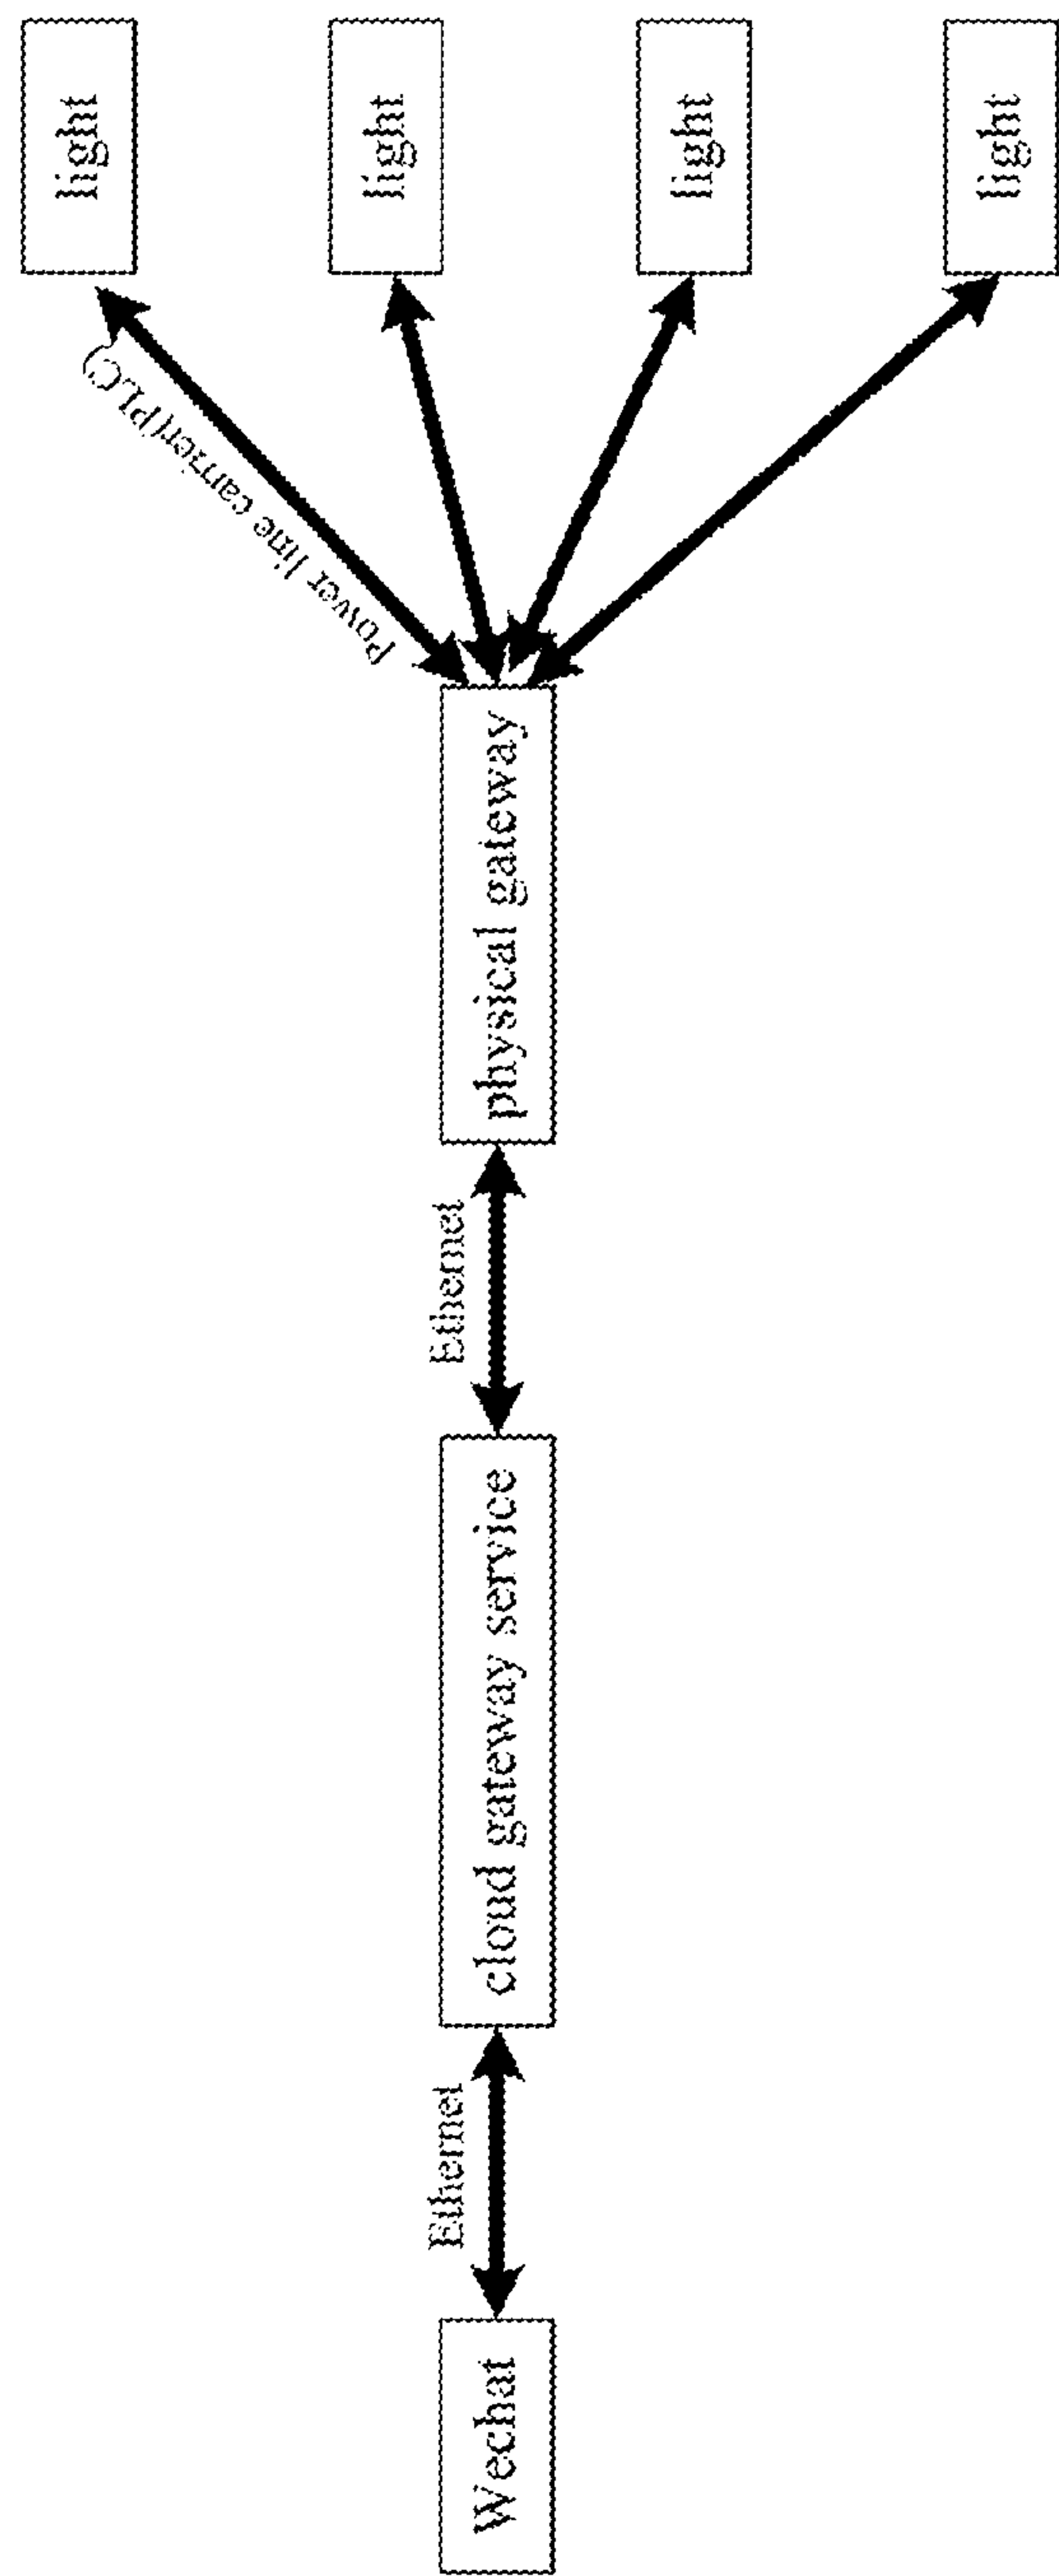 Wechat
Ethernet
cloud gateway service
Ethernet
physical gateway
Power line carrier(PLC)
light
light
light
light